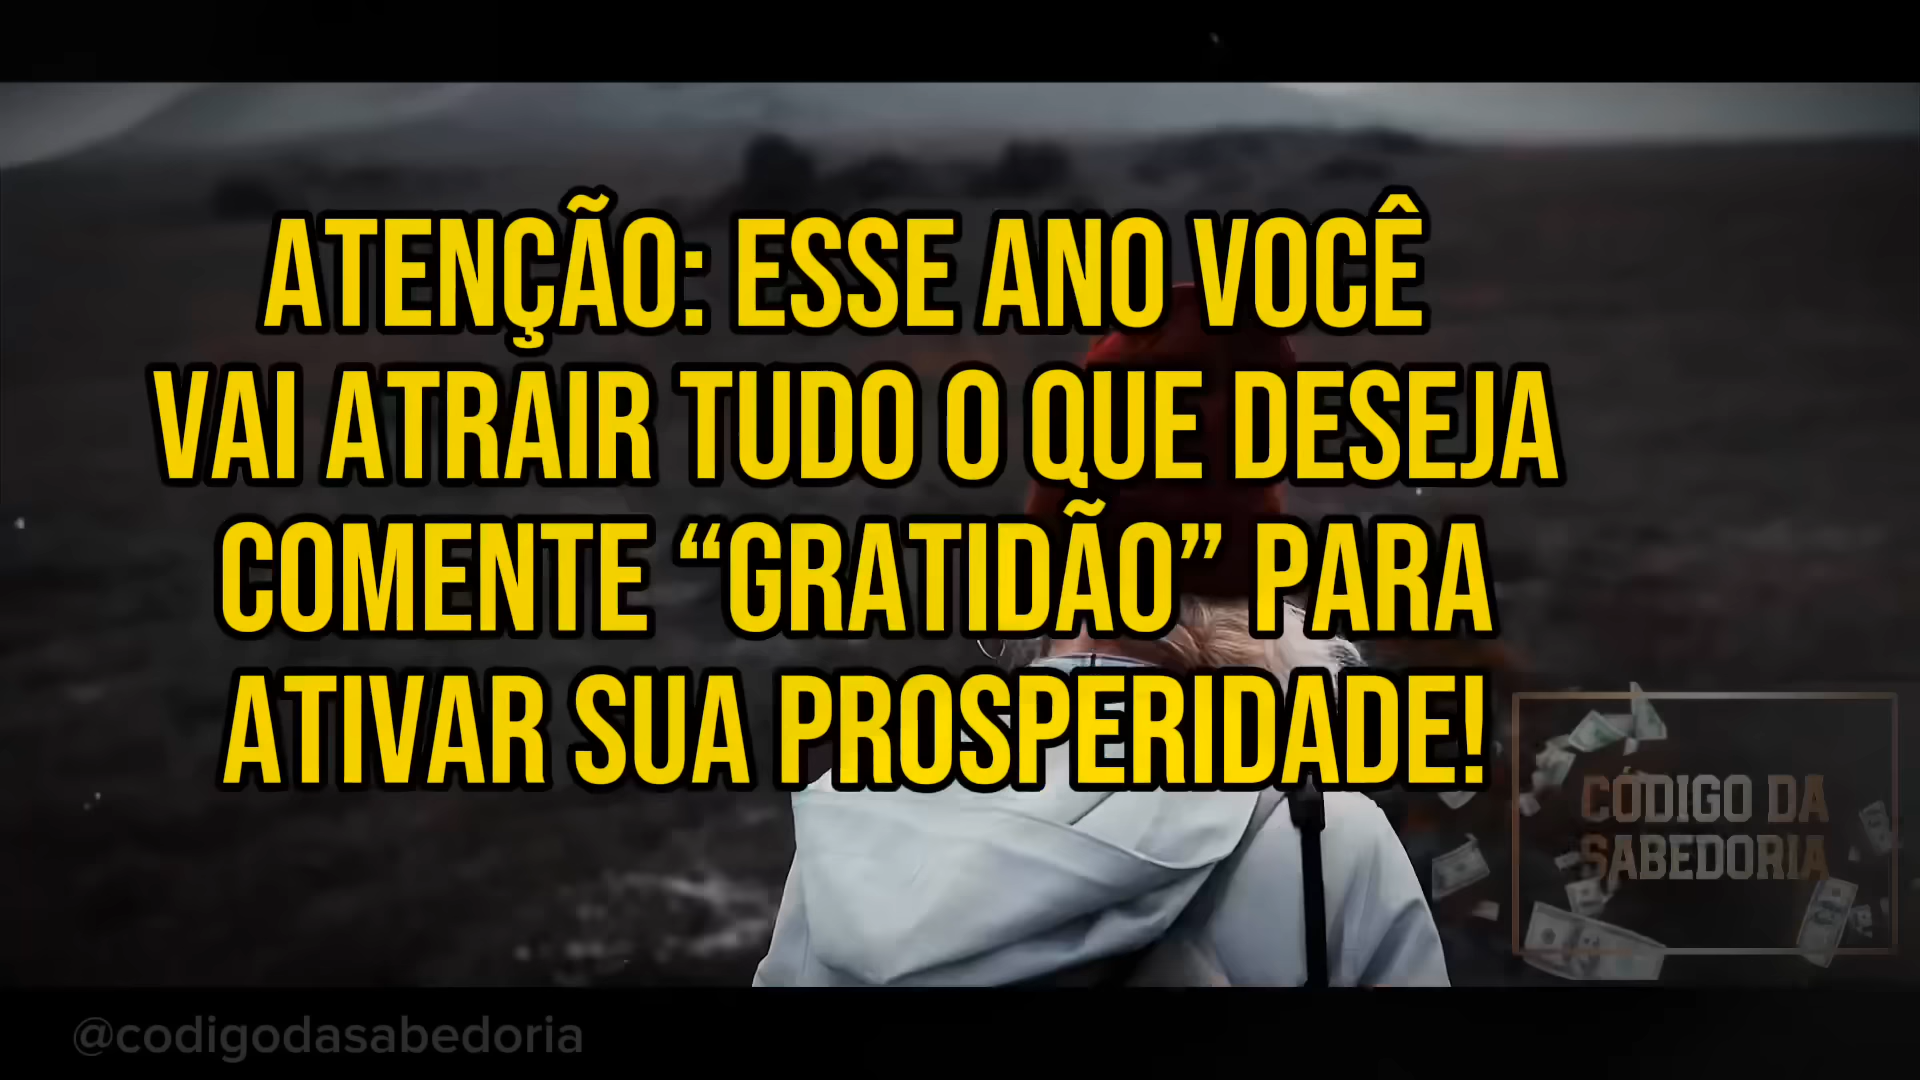 ATENÇÃO: ESSE ANO VOCÊ
VAI ATRAIR TUDO O QUE DESEJA
COMENTE “GRATIDÃO” PARA
ATIVAR SUA PROSPERIDADE!
CÓDIGO DA
SABEDORIA
@codigodasabedoria